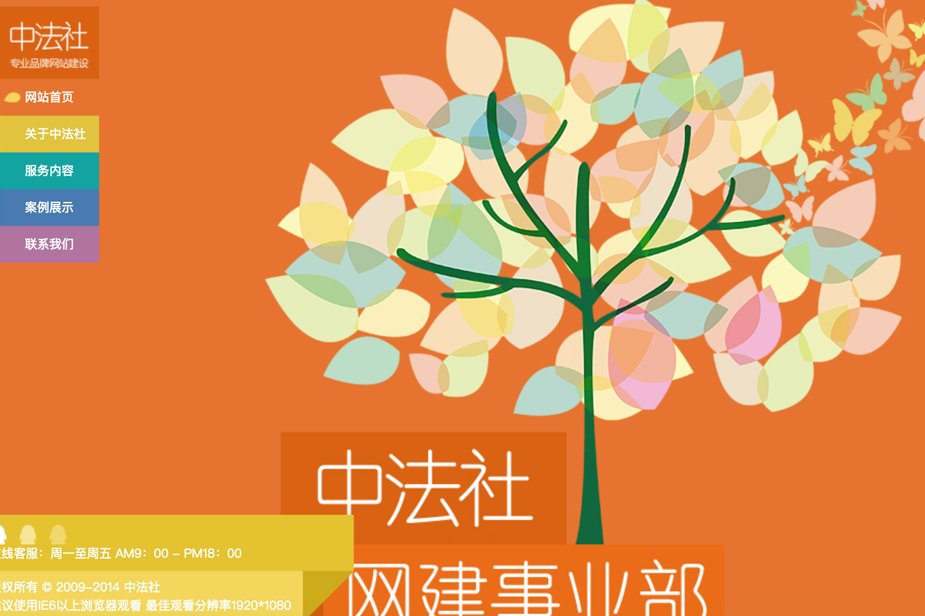 中法社
专业品牌网站建设
网站首页
关于中法社
服务内容
案例展示
联系我们
中法社
网建事业部
线客服：周一至周五 AM9：00 - PM18：00
权所有 © 2009-2014 中法社
议使用IE6以上浏览器观看 最佳观看分辨率1920*1080